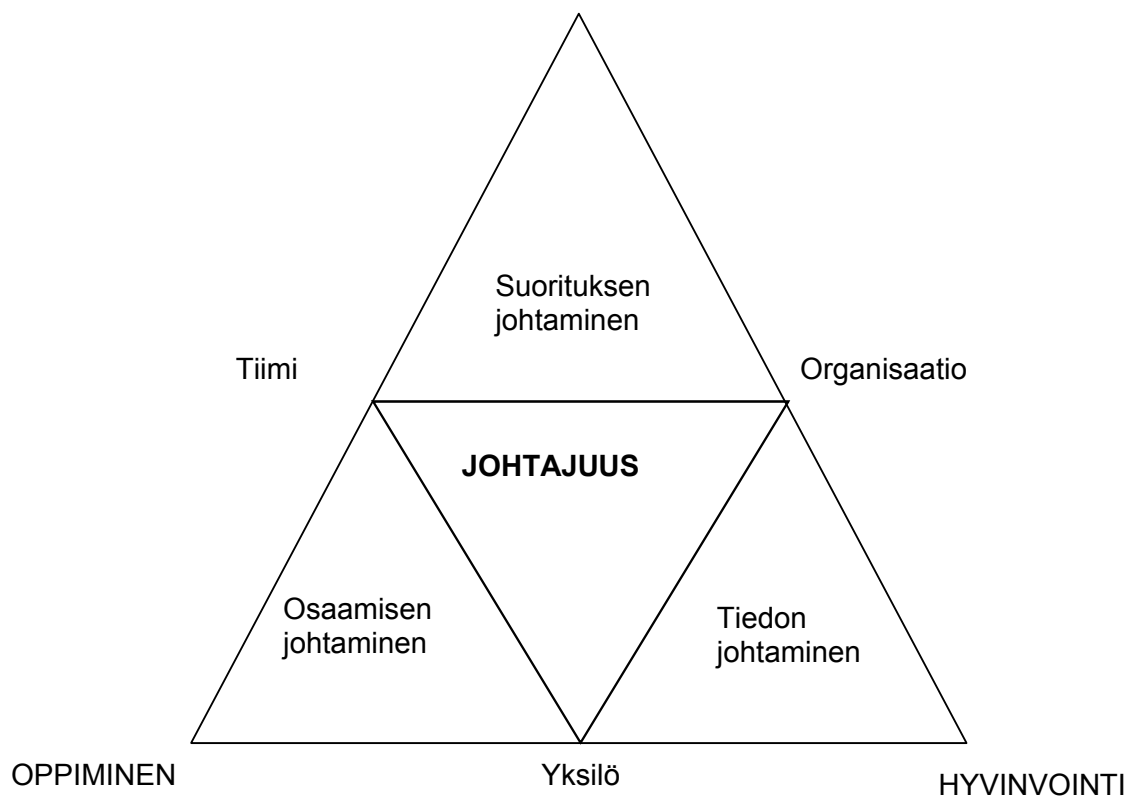 Suorituksen
johtaminen
Tiimi
Organisaatio
JOHTAJUUS
Osaamisen
johtaminen
Tiedon
johtaminen
OPPIMINEN
Yksilö
HYVINVOINTI